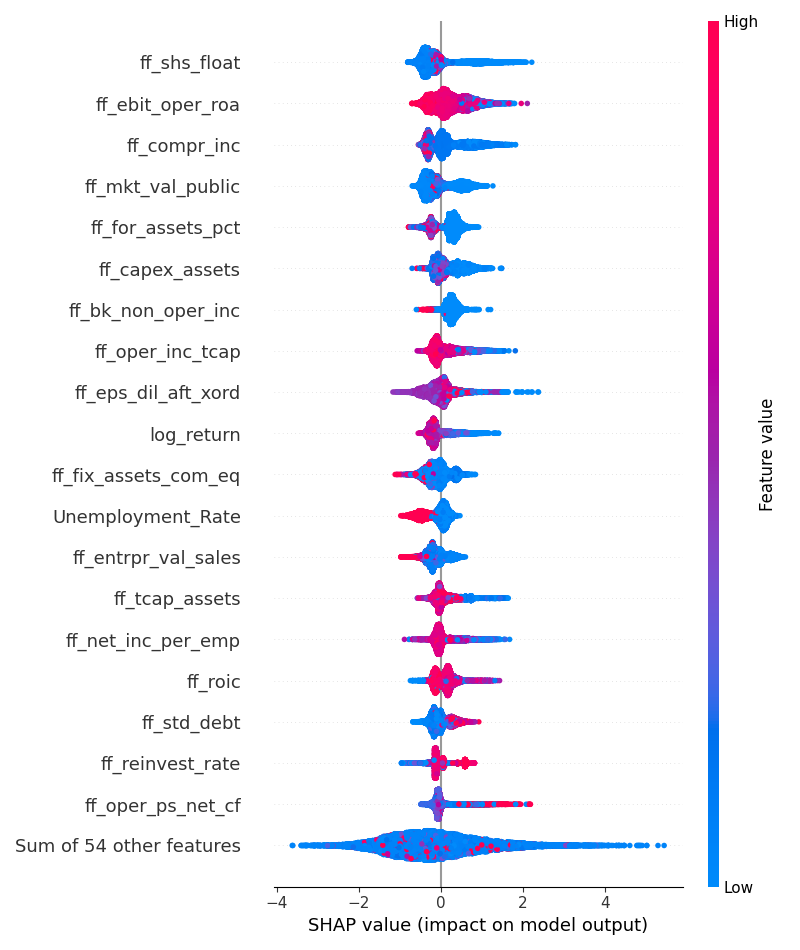 High
ff_shs_float
ff_ebit_oper_roa
ff_compr_inc
ff_mkt_val_public
ff_for_assets_pct
ff_capex_assets
ff_bk_non_oper_inc
ff_oper_inc_tcap
ff_eps_dil_aft_xord
log_return
ff_fix_assets_com_eq
Unemployment_Rate
ff_entrpr_val_sales
ff_tcap_assets
ff_net_inc_per_emp
ff_roic
ff_std_debt
ff_reinvest_rate
ff_oper_ps_net_cf
Sum of 54 other features
Feature value
Low
−4 −2 0 2 4
SHAP value (impact on model output)